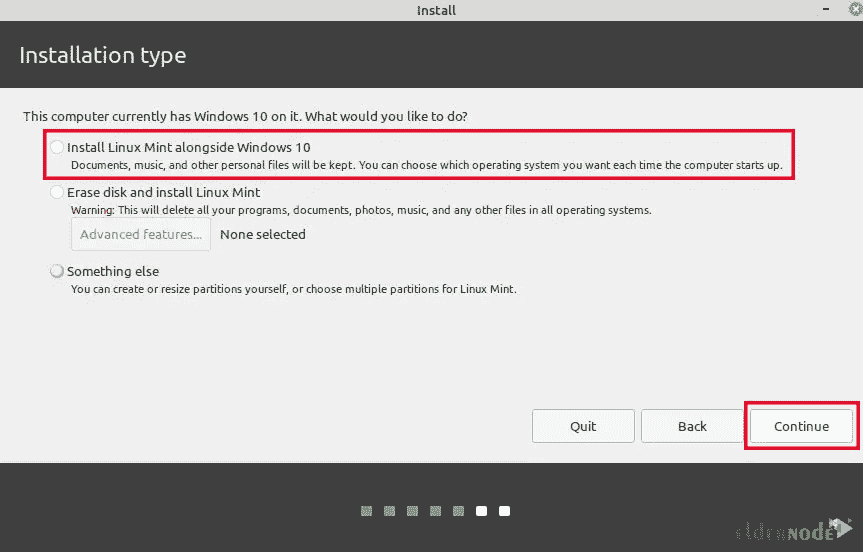 Install
Installation type
This computer currently has Windows 10 on it. What would you like to do?
Install Linux Mint alongside Windows 10
Documents, music, and other personal files will be kept. You can choose which operating system you want each time the computer starts up.
Erase disk and install Linux Mint
Warning: This will delete all your programs, documents, photos, music, and any other files in all operating systems.
Advanced features... None selected
Something else
You can create or resize partitions yourself, or choose multiple partitions for Linux Mint.
Quit Back Continue
eldernode